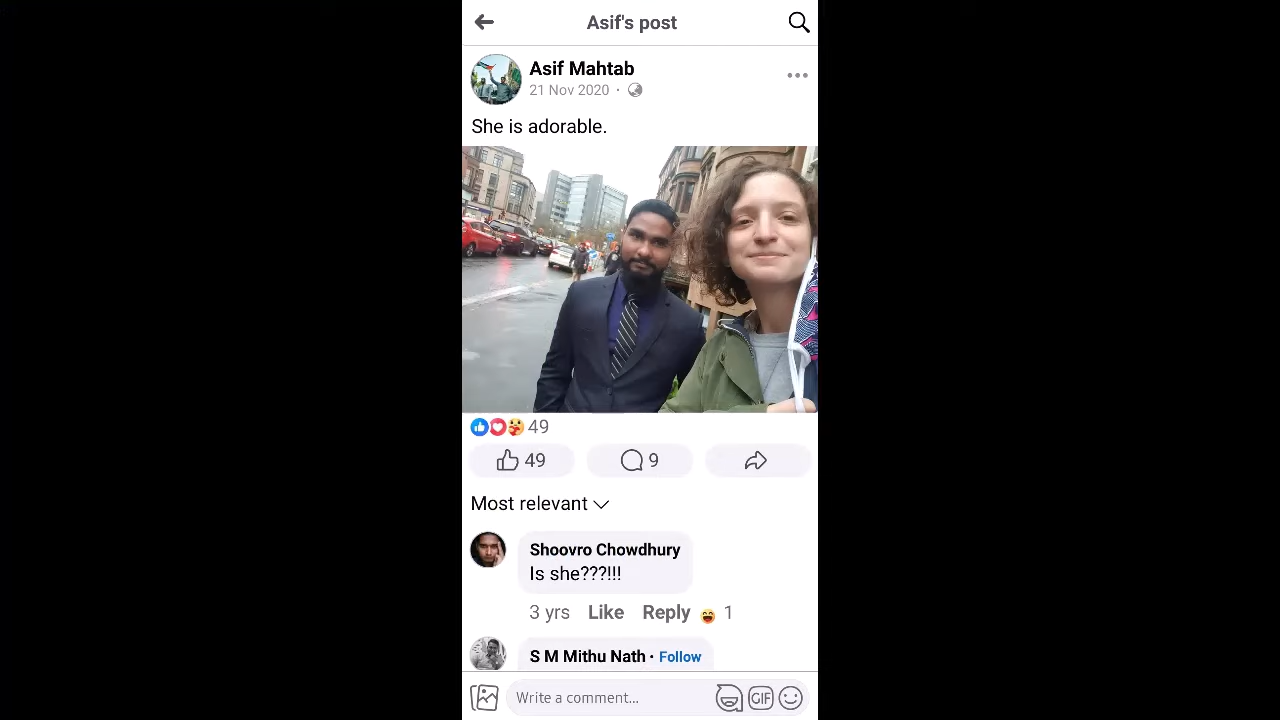 Asif's post
Asif Mahtab
21 Nov 2020 ·
She is adorable.
49
49 9
Most relevant
Shoovro Chowdhury
Is she???!!!
3 yrs Like Reply 1
S M Mithu Nath · Follow
Write a comment... GIF